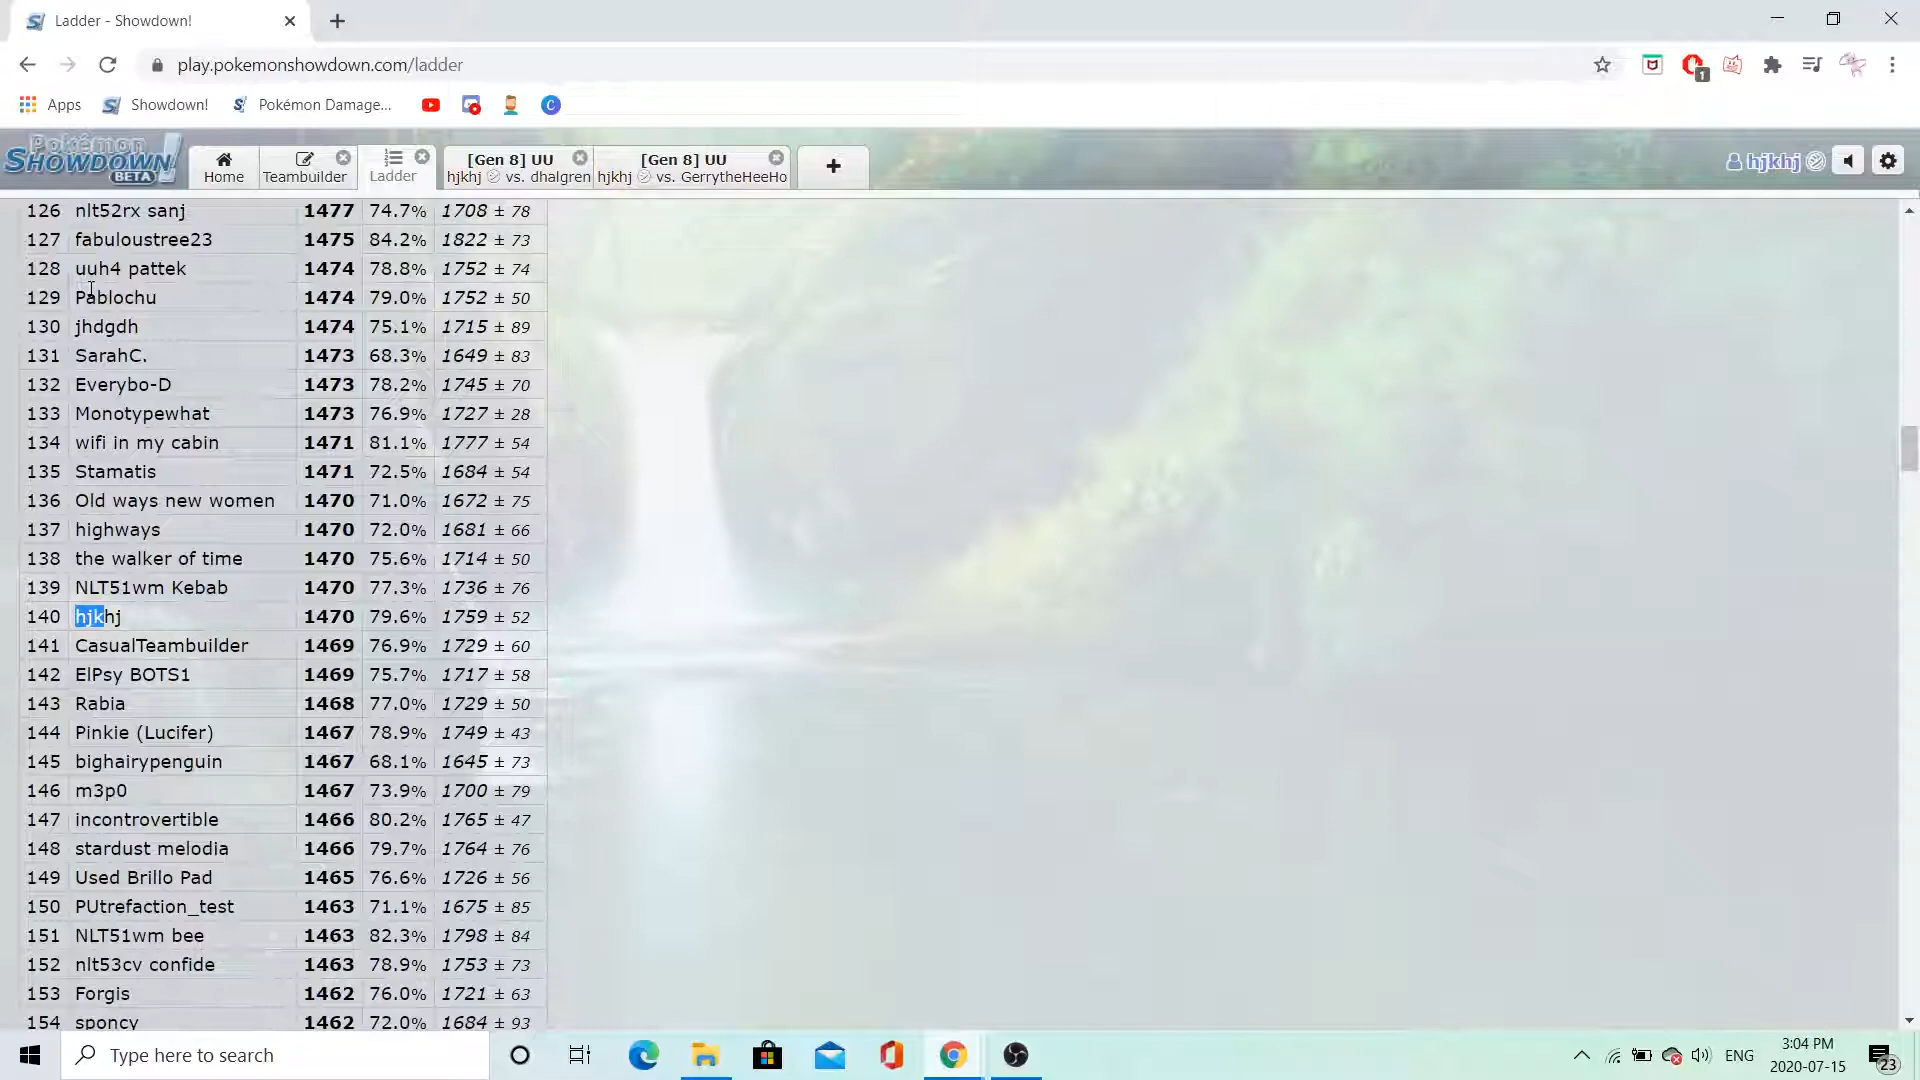 Ladder - Showdown!
play.pokemonshowdown.com/ladder
1
Apps Showdown! Pokémon Damage...
Pokémon
SHOWDOWN!
BETA
Home
Teambuilder
Ladder
[Gen 8] UU
hjkhj vs. dhalgren
[Gen 8] UU
hjkhj vs. GerrytheHeeHo
hjkhj
126 nlt52rx sanj 1477 74.7% 1708 ± 78
127 fabuloustree23 1475 84.2% 1822 ± 73
128 uuh4 pattek 1474 78.8% 1752 ± 74
129 Pablochu 1474 79.0% 1752 ± 50
130 jhdgdh 1474 75.1% 1715 ± 89
131 SarahC. 1473 68.3% 1649 ± 83
132 Everybo-D 1473 78.2% 1745 ± 70
133 Monotypewhat 1473 76.9% 1727 ± 28
134 wifi in my cabin 1471 81.1% 1777 ± 54
135 Stamatis 1471 72.5% 1684 ± 54
136 Old ways new women 1470 71.0% 1672 ± 75
137 highways 1470 72.0% 1681 ± 66
138 the walker of time 1470 75.6% 1714 ± 50
139 NLT51wm Kebab 1470 77.3% 1736 ± 76
140 hjkhj 1470 79.6% 1759 ± 52
141 CasualTeambuilder 1469 76.9% 1729 ± 60
142 ElPsy BOTS1 1469 75.7% 1717 ± 58
143 Rabia 1468 77.0% 1729 ± 50
144 Pinkie (Lucifer) 1467 78.9% 1749 ± 43
145 bighairypenguin 1467 68.1% 1645 ± 73
146 m3p0 1467 73.9% 1700 ± 79
147 incontrovertible 1466 80.2% 1765 ± 47
148 stardust melodia 1466 79.7% 1764 ± 76
149 Used Brillo Pad 1465 76.6% 1726 ± 56
150 PUtrefaction_test 1463 71.1% 1675 ± 85
151 NLT51wm bee 1463 82.3% 1798 ± 84
152 nlt53cv confide 1463 78.9% 1753 ± 73
153 Forgis 1462 76.0% 1721 ± 63
154 sponcy 1462 72.0% 1684 ± 93
Type here to search
ENG
3:04 PM
2020-07-15
23